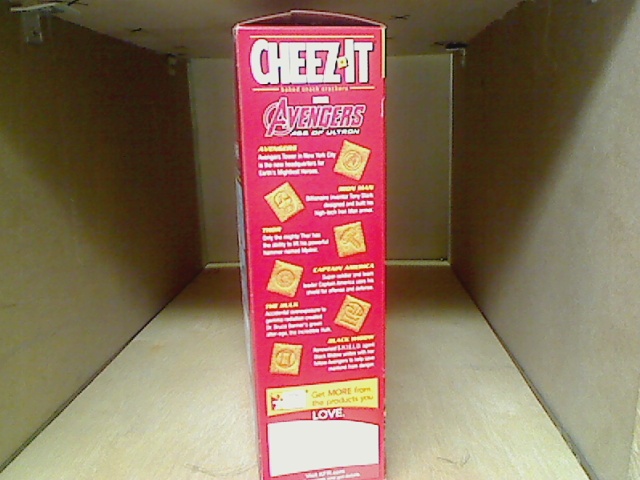 CHEEZ-IT
baked snack crackers
MARVEL
AVENGERS
AGE OF ULTRON
AVENGERS
Avengers Tower in New York City
is the new headquarters for
Earth's Mightiest Heroes.
IRON MAN
Billionaire inventor Tony Stark
designed and built his
high-tech Iron Man armor.
THOR
Only the mighty Thor has
the ability to lift his powerful
hammer named Mjolnir.
CAPTAIN AMERICA
Super soldier and team
leader Captain America uses his
shield for offense and defense.
THE HULK
Accidental overexposure to
gamma radiation created
Dr. Bruce Banner's green
alter-ego, the incredible Hulk.
BLACK WIDOW
Renowned S.H.I.E.L.D. agent
Black Widow unites with her
fellow Avengers to help save
mankind from danger.
Get MORE from
the products you
LOVE.
Visit KFR.com